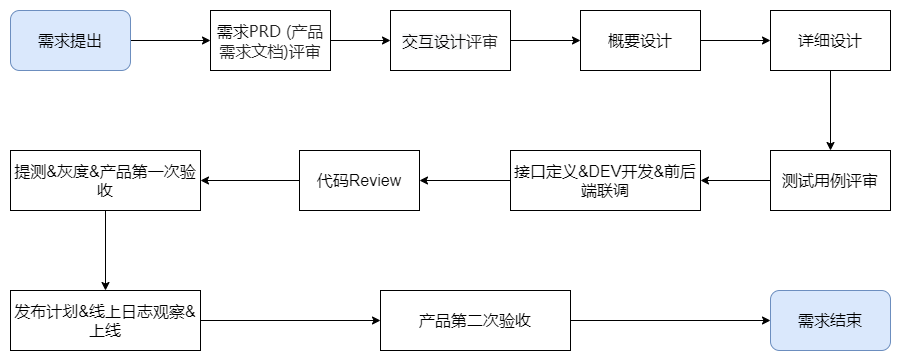 需求提出
需求PRD (产品
需求文档)评审
交互设计评审
概要设计
详细设计
提测&灰度&产品第一次验
收
代码Review
接口定义&DEV开发&前后
端联调
测试用例评审
发布计划&线上日志观察&
上线
产品第二次验收
需求结束